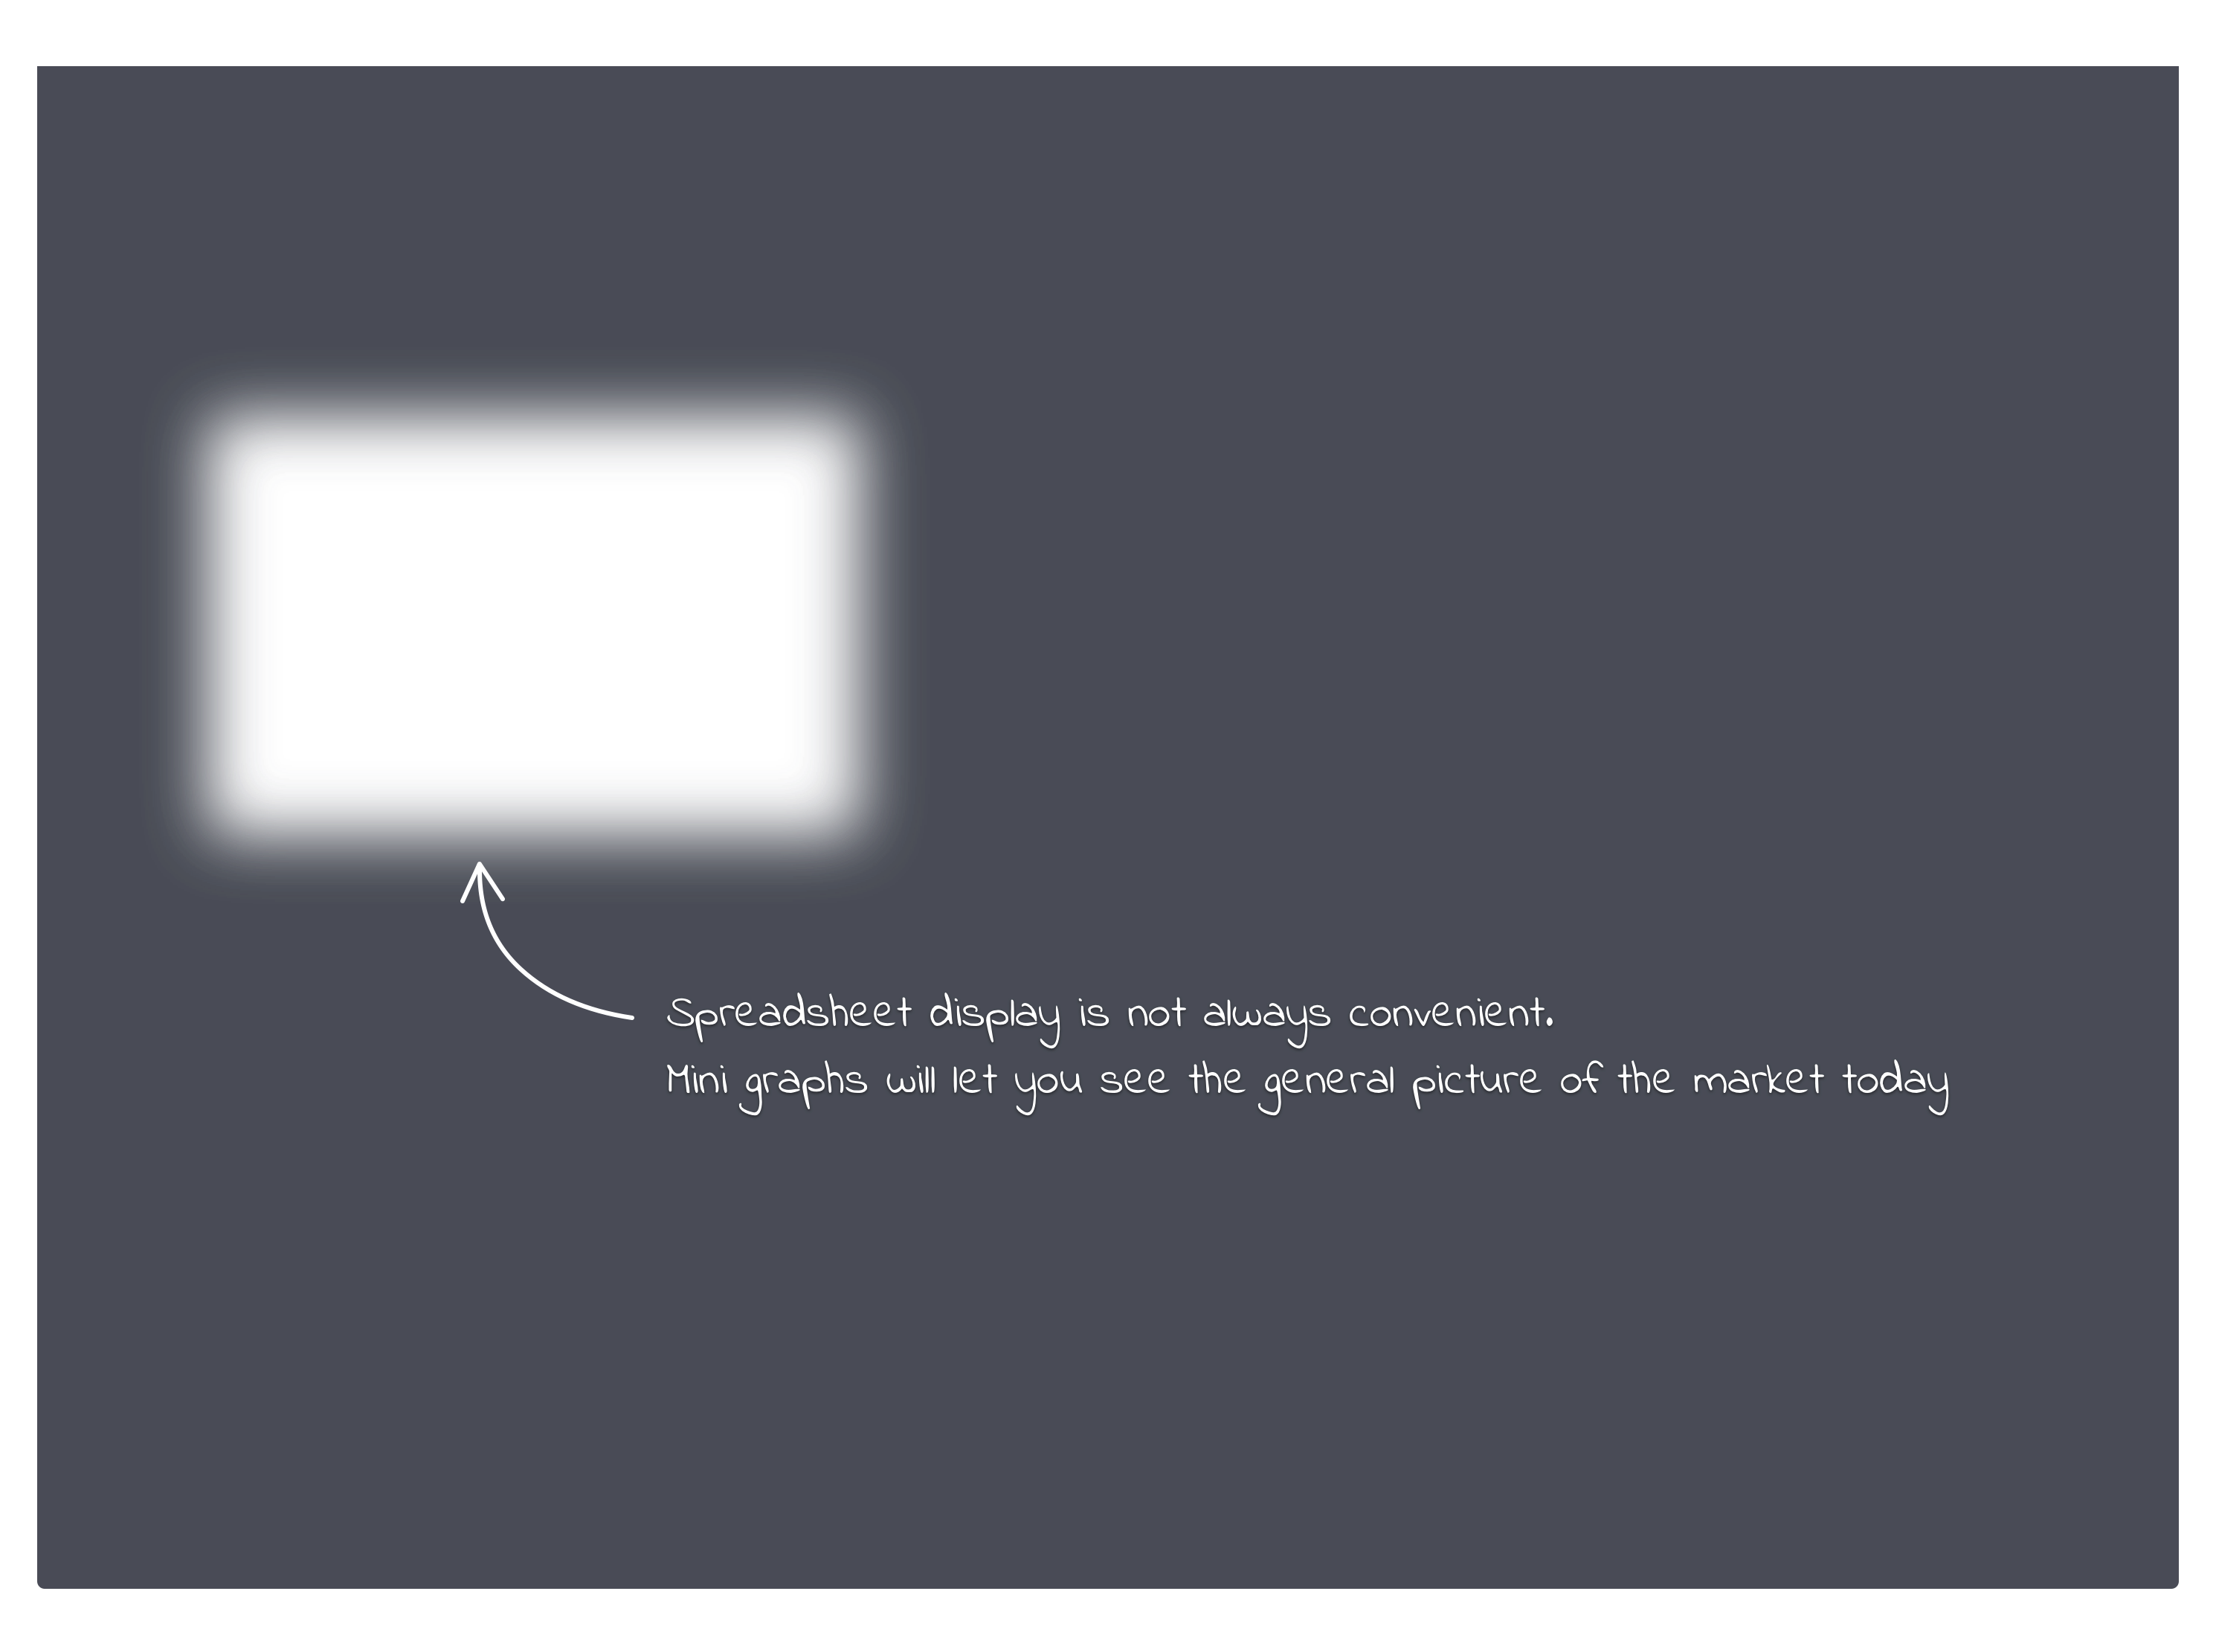 Spreadsheet display is not always convenient.
Mini graphs will let you see the general picture of the market today